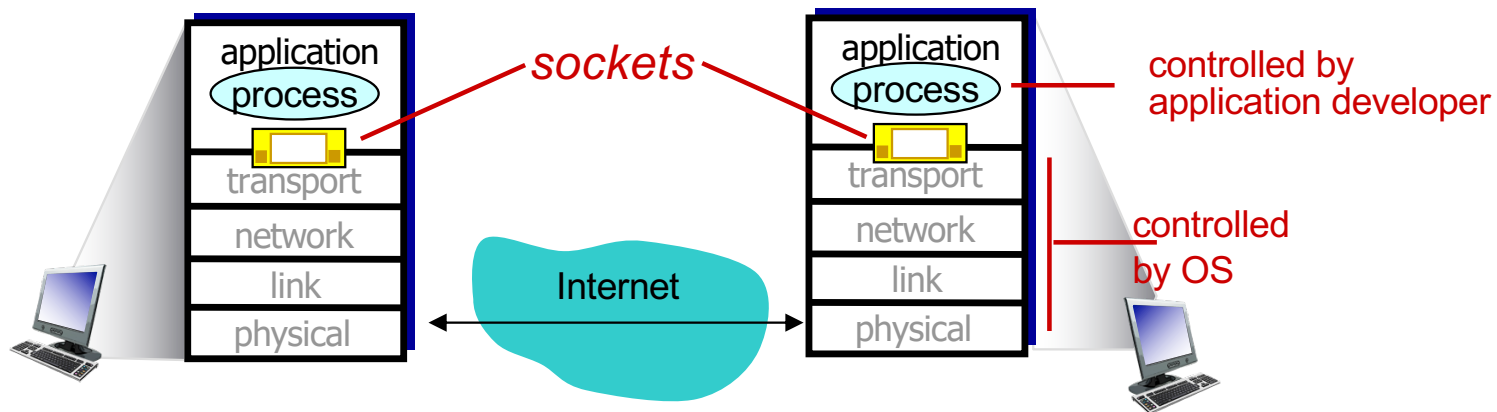 application
process
transport
network
link
physical
sockets
Internet
application
process
transport
network
link
physical
controlled by
application developer
controlled
by OS